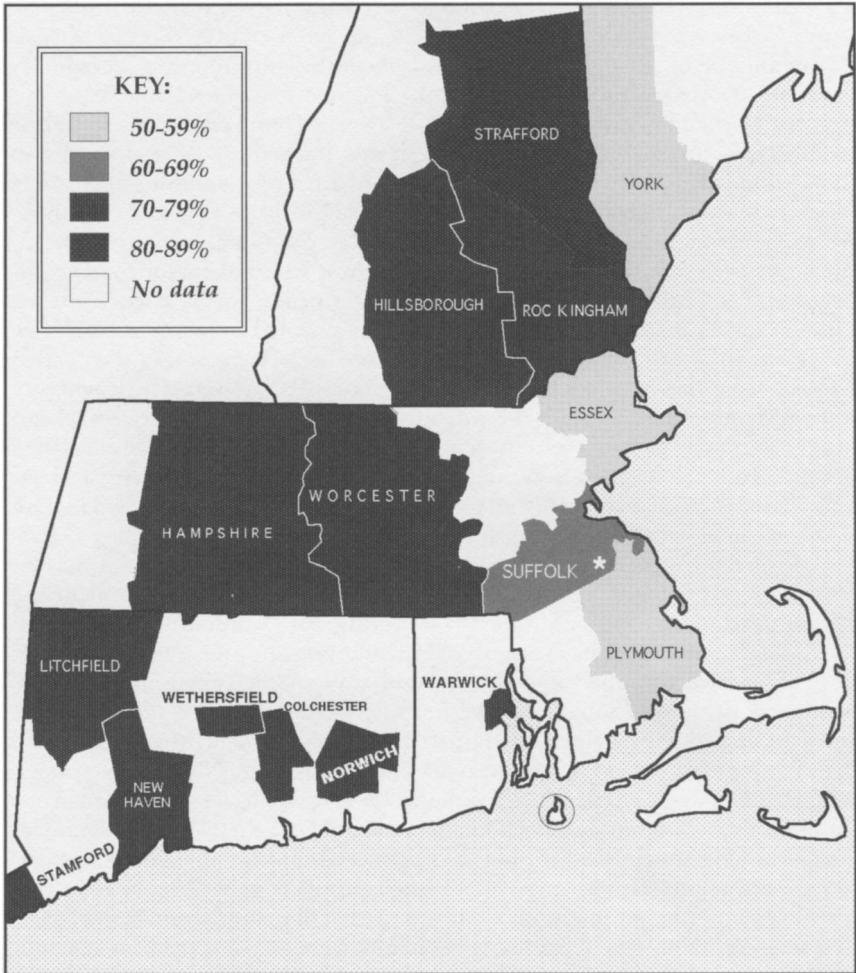 KEY:
50-59%
60-69%
70-79%
80-89%
No data
STRAFFORD
YORK
HILLSBOROUGH
ROC KINGHAM
ESSEX
WORCESTER
HAMPSHIRE
SUFFOLK
*
PLYMOUTH
LITCHFIELD
WETHERSFIELD
COLCHESTER
WARWICK
NORWICH
NEW
HAVEN
STAMFORD